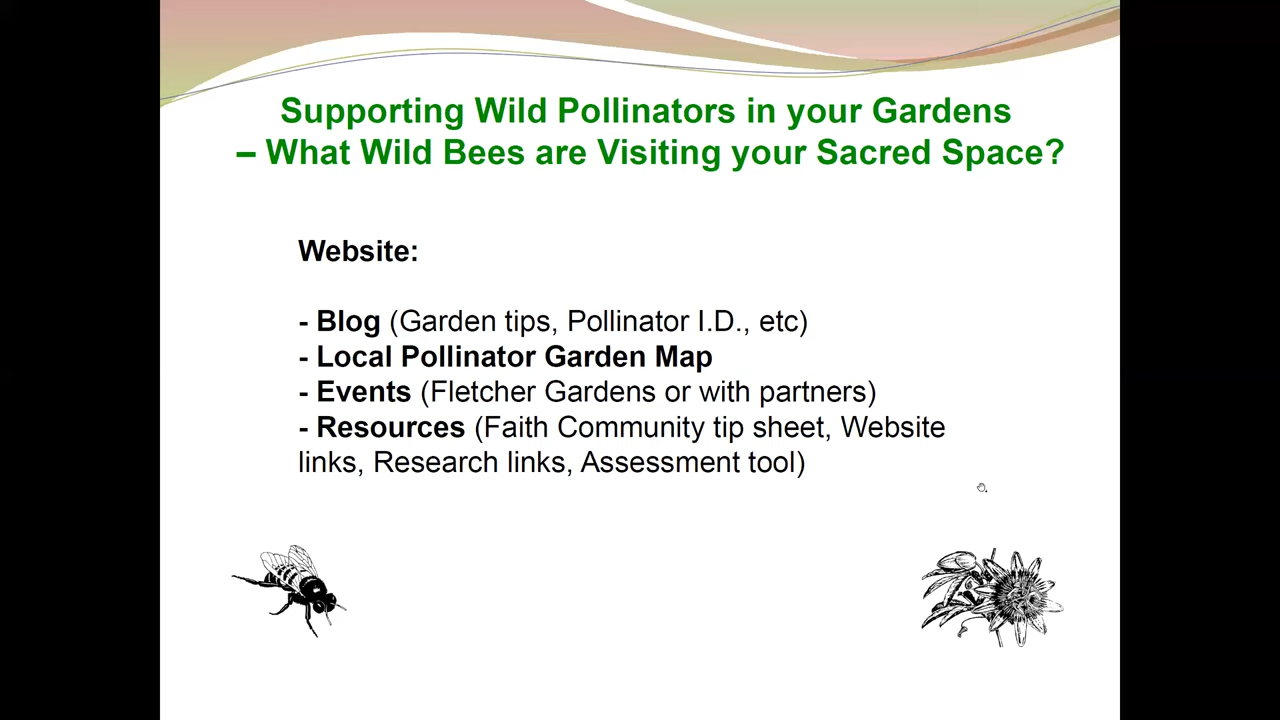 Supporting Wild Pollinators in your Gardens
– What Wild Bees are Visiting your Sacred Space?
Website:
- Blog (Garden tips, Pollinator I.D., etc)
- Local Pollinator Garden Map
- Events (Fletcher Gardens or with partners)
- Resources (Faith Community tip sheet, Website
links, Research links, Assessment tool)